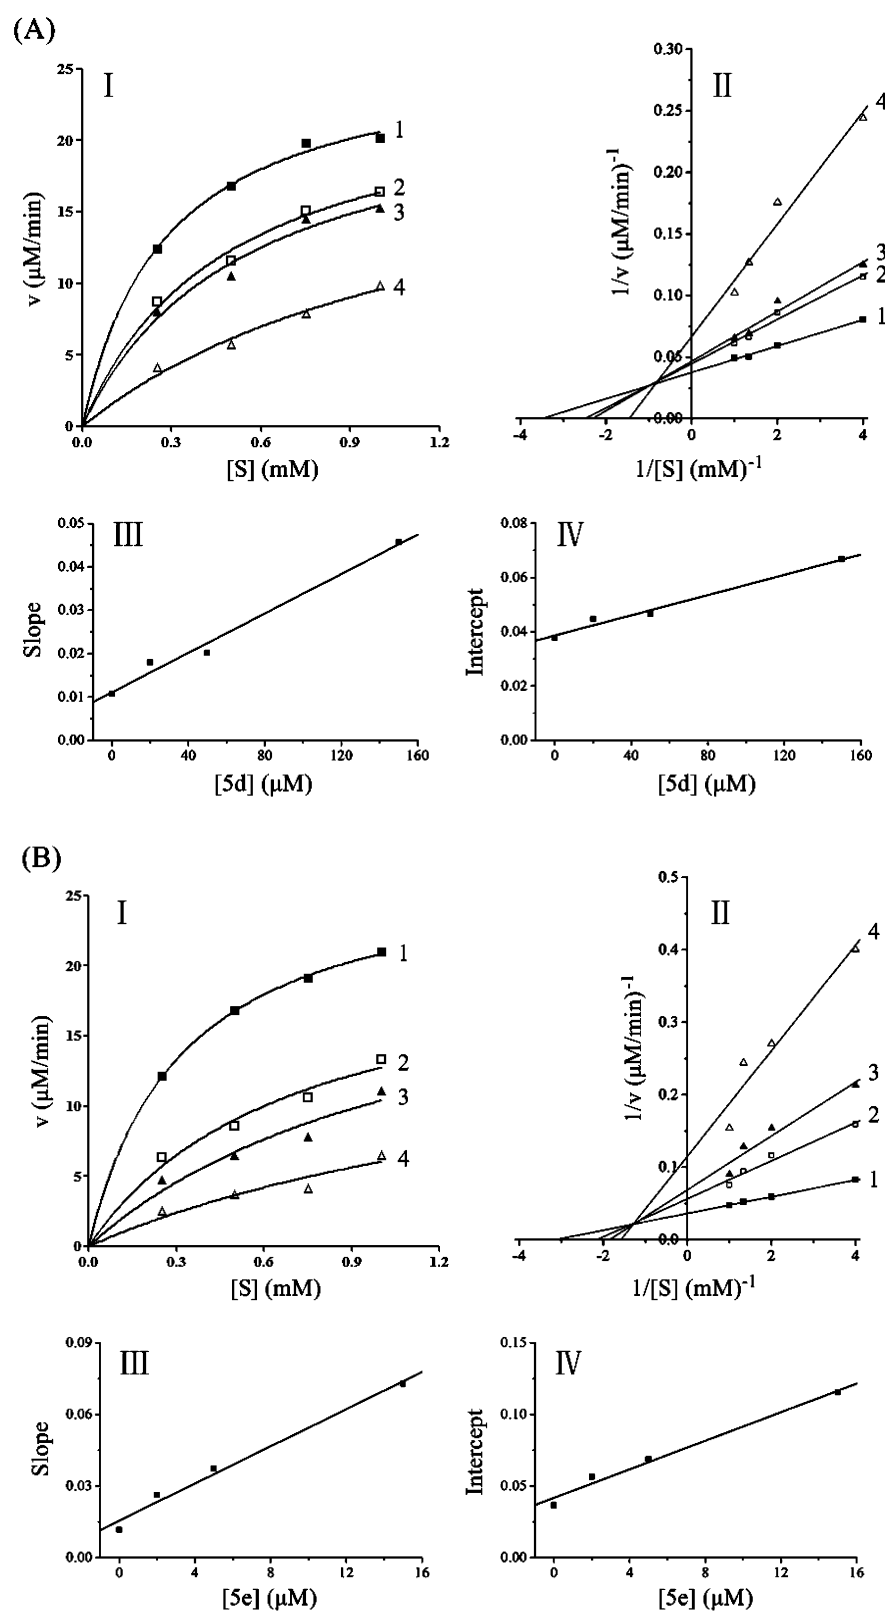 (A)
I
25
20
15
10
5
0
0.0 0.3 0.6 0.9 1.2
v (μM/min)
[S] (mM)
1
2
3
4
II
0.30
0.25
0.20
0.15
0.10
0.05
0.00
-4 -2 0 2 4
1/v (μM/min)-1
1/[S] (mM)-1
4
3
2
1
III
0.05
0.04
0.03
0.02
0.01
0.00
0 40 80 120 160
Slope
[5d] (μM)
IV
0.08
0.06
0.04
0.02
0.00
0 40 80 120 160
Intercept
[5d] (μM)
(B)
I
25
20
15
10
5
0
0.0 0.3 0.6 0.9 1.2
v (μM/min)
[S] (mM)
1
2
3
4
II
0.5
0.4
0.3
0.2
0.1
0.0
-4 -2 0 2 4
1/v (μM/min)-1
1/[S] (mM)-1
4
3
2
1
III
0.09
0.06
0.03
0.00
0 4 8 12 16
Slope
[5e] (μM)
IV
0.15
0.10
0.05
0.00
0 4 8 12 16
Intercept
[5e] (μM)